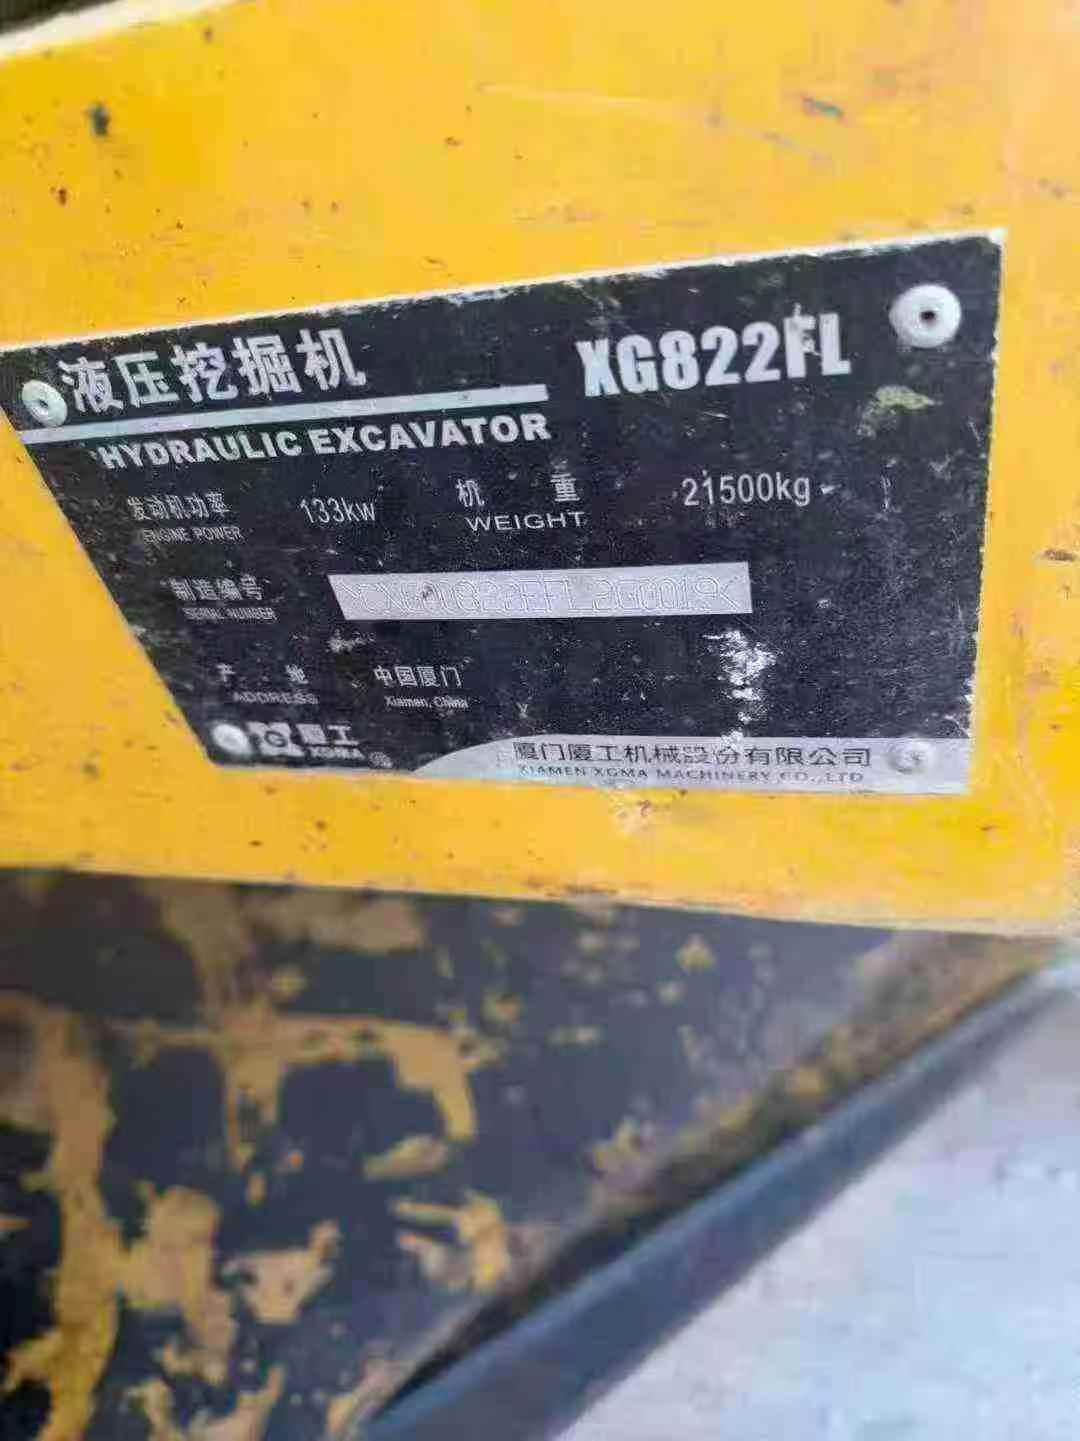 液压挖掘机 XG822FL
HYDRAULIC EXCAVATOR
发动机功率 133kw 机重 21500kg
ENGINE POWER WEIGHT
制造编号
SERIAL NUMBER
产地 中国厦门
ADDRESS Xiamen, China
厦工
XGMA
厦门厦工机械股份有限公司
XIAMEN XGMA MACHINERY CO.,LTD